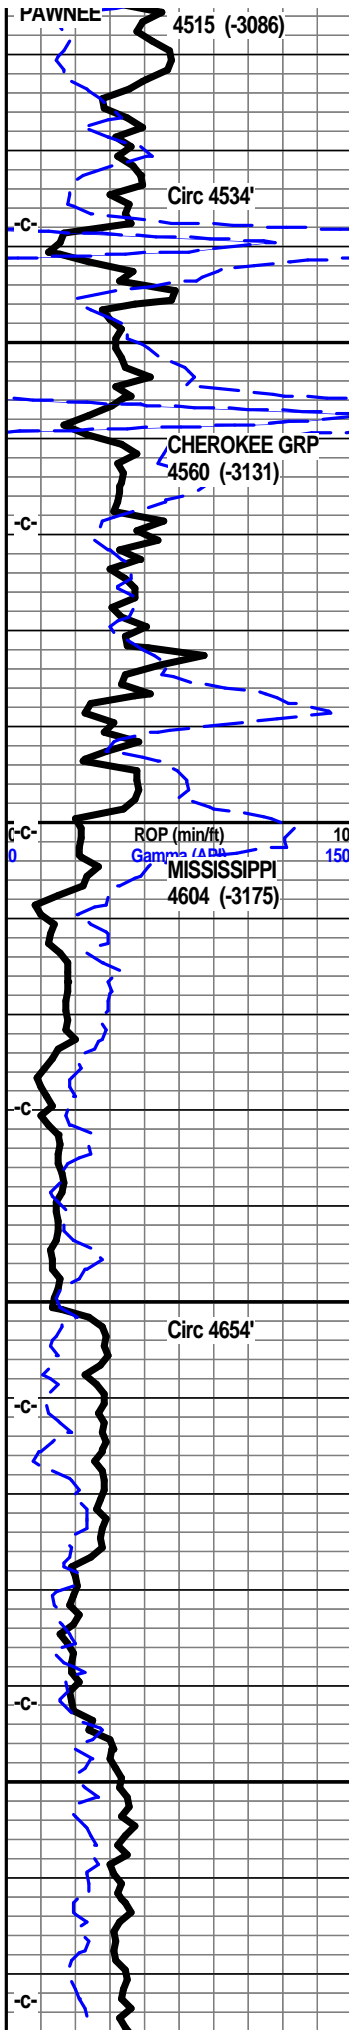 PAWNEE
4515 (-3086)
Circ 4534'
-C-
CHEROKEE GRP
4560 (-3131)
-C-
0 -C- ROP (min/ft) 10
0 Gamma (API) 150
MISSISSIPPI
4604 (-3175)
-C-
Circ 4654'
-C-
-C-
-C-